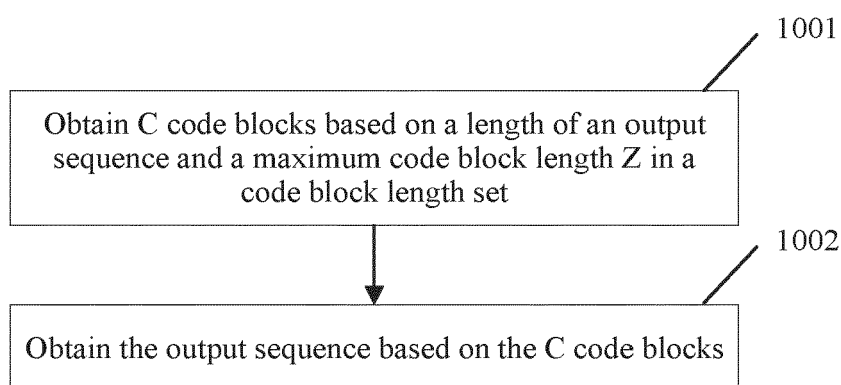 1001
Obtain C code blocks based on a length of an output
sequence and a maximum code block length Z in a
code block length set
1002
Obtain the output sequence based on the C code blocks